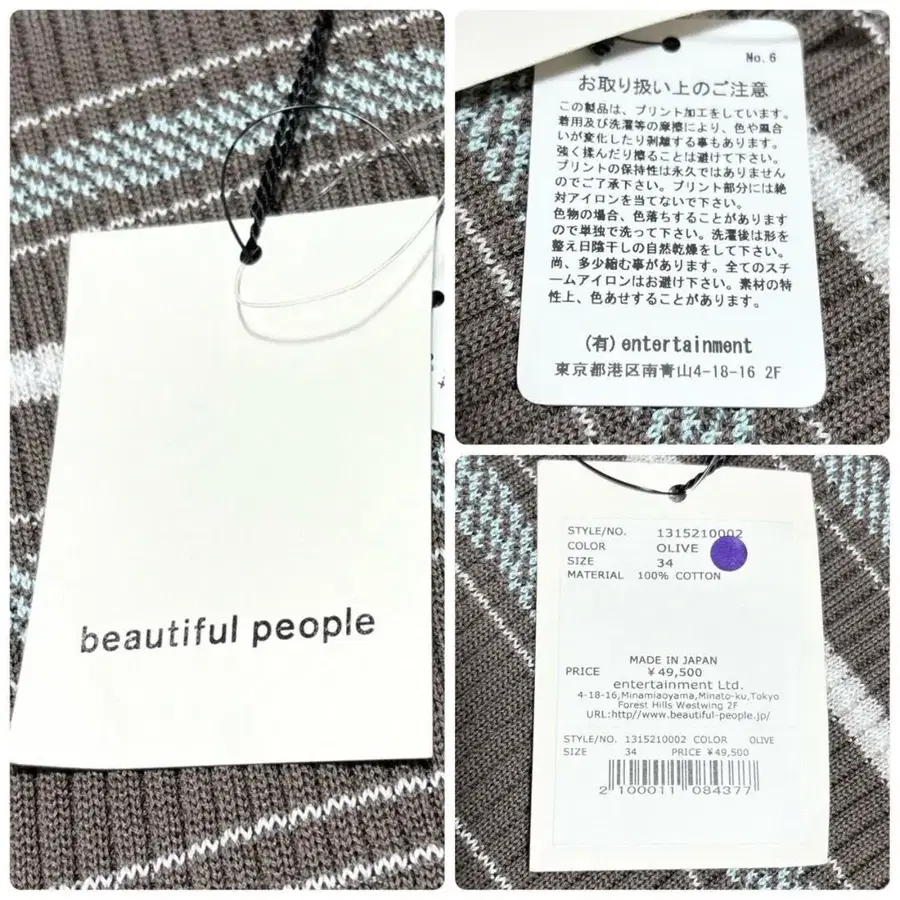 beautiful people
No.6
お取り扱い上のご注意
この製品は、プリント加工をしています。
着用及び洗濯等の摩擦により、色や風合
いが変化したり剥離する事もあります。
強く揉んだり擦ることは避けて下さい。
プリントの保持性は永久ではありません
のでご了承下さい。プリント部分には絶
対アイロンを当てないで下さい。
色物の場合、色落ちすることがあります
ので単独で洗って下さい。洗濯後は形を
整え日陰干しの自然乾燥をして下さい。
尚、多少縮む事があります。全てのスチ
ームアイロンはお避け下さい。素材の特
性上、色あせすることがあります。
(有)entertainment
東京都港区南青山4-18-16 2F
STYLE/NO. 1315210002
COLOR OLIVE
SIZE 34
MATERIAL 100% COTTON
MADE IN JAPAN
PRICE ¥49,500
entertainment Ltd.
4-18-16,Minamiaoyama,Minato-ku,Tokyo
Forest Hills Westwing 2F
URL:http//www.beautiful-people.jp/
STYLE/NO. 1315210002 COLOR OLIVE
SIZE 34 PRICE ¥49,500
2 100011 084377